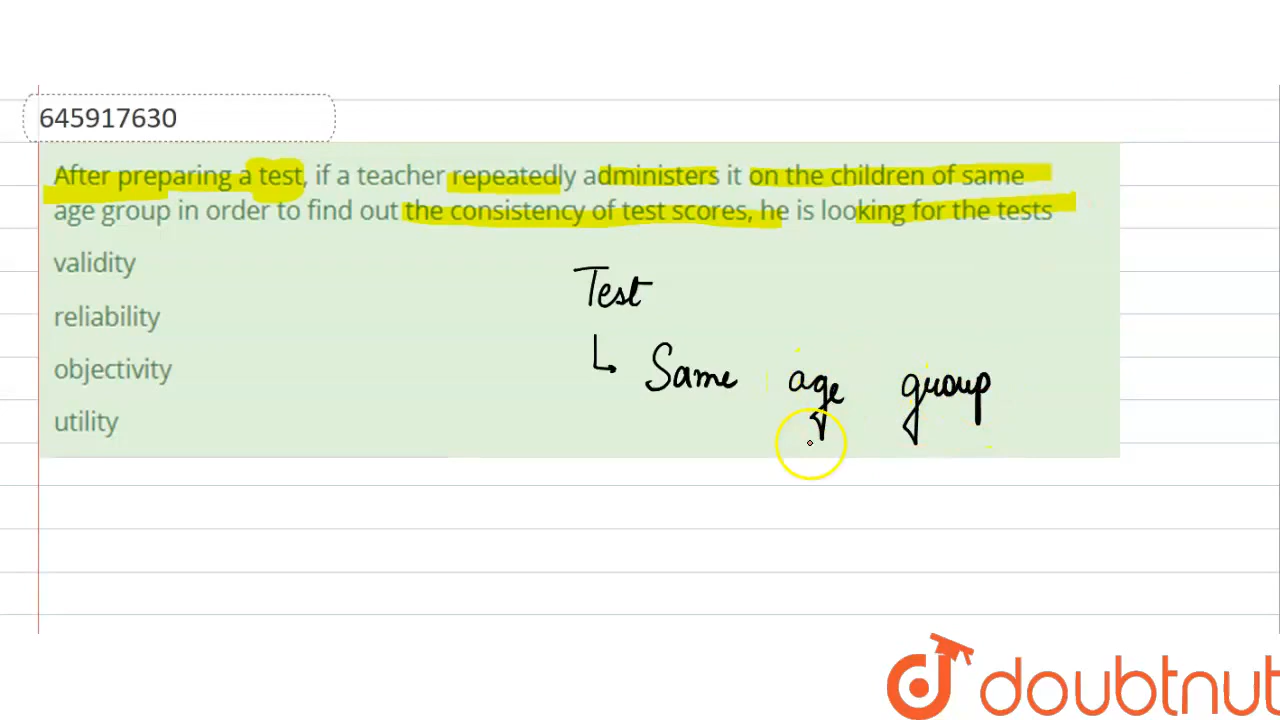 645917630
After preparing a test, if a teacher repeatedly administers it on the children of same
age group in order to find out the consistency of test scores, he is looking for the tests
validity
reliability
objectivity
utility
Test
Same age group
doubtnut